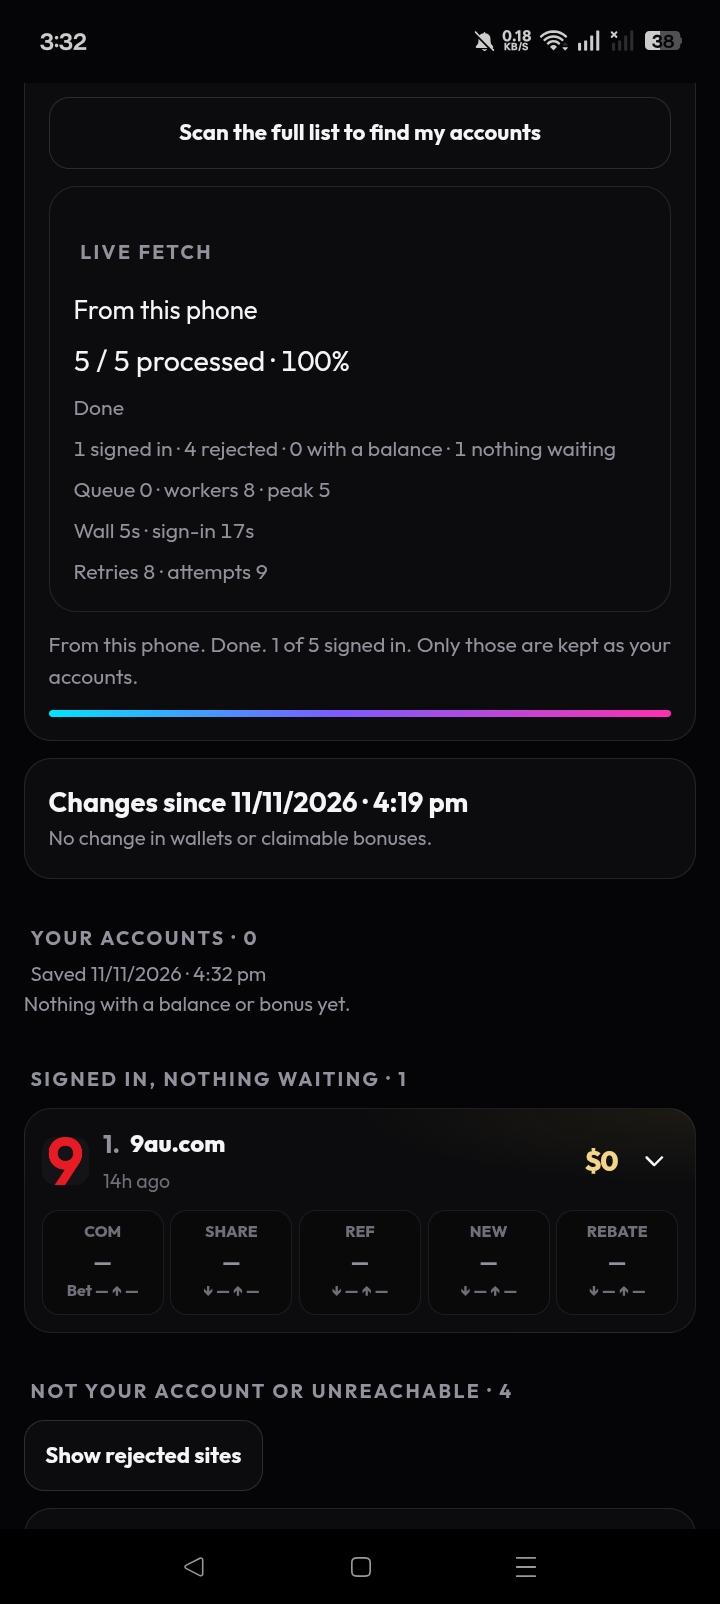 3:32
0.18
KB/S
38
Scan the full list to find my accounts
LIVE FETCH
From this phone
5 / 5 processed · 100%
Done
1 signed in · 4 rejected · 0 with a balance · 1 nothing waiting
Queue 0 · workers 8 · peak 5
Wall 5s · sign-in 17s
Retries 8 · attempts 9
From this phone. Done. 1 of 5 signed in. Only those are kept as your
accounts.
Changes since 11/11/2026 · 4:19 pm
No change in wallets or claimable bonuses.
YOUR ACCOUNTS · 0
Saved 11/11/2026 · 4:32 pm
Nothing with a balance or bonus yet.
SIGNED IN, NOTHING WAITING · 1
9
1. 9au.com
14h ago
$0
COM SHARE REF NEW REBATE
— — — — —
Bet — ↑ — ↓ — ↑ — ↓ — ↑ — ↓ — ↑ — ↓ — ↑ —
NOT YOUR ACCOUNT OR UNREACHABLE · 4
Show rejected sites